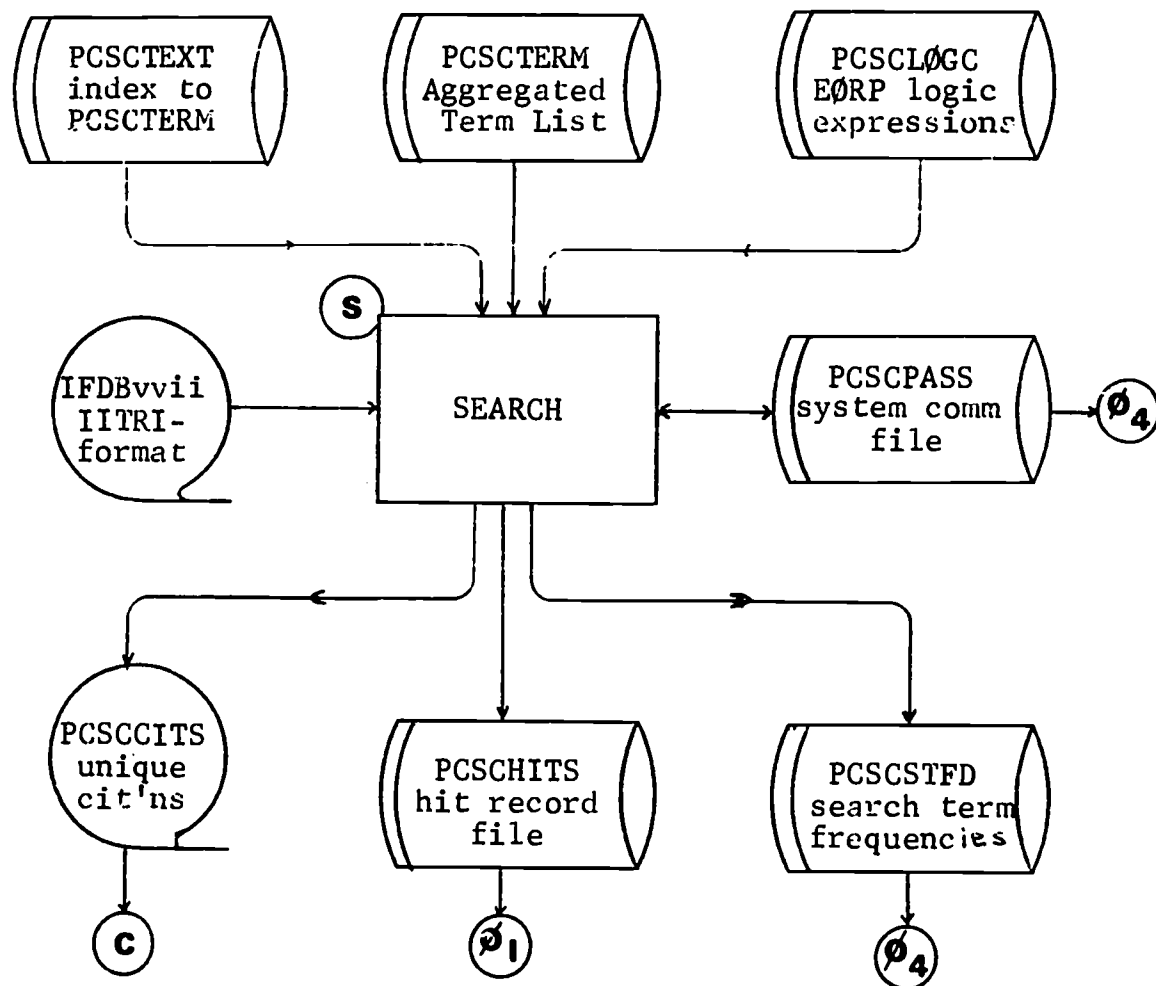 PCSCTEXT
index to
PCSCTERM
PCSCTERM
Aggregated
Term List
PCSCLØGC
EØRP logic
expressions
S
IFDBvvii
IITRI-
format
SEARCH
PCSCPASS
system comm
file
Ø4
PCSCCITS
unique
cit'ns
PCSCHITS
hit record
file
PCSCSTFD
search term
frequencies
C
Ø1
Ø4